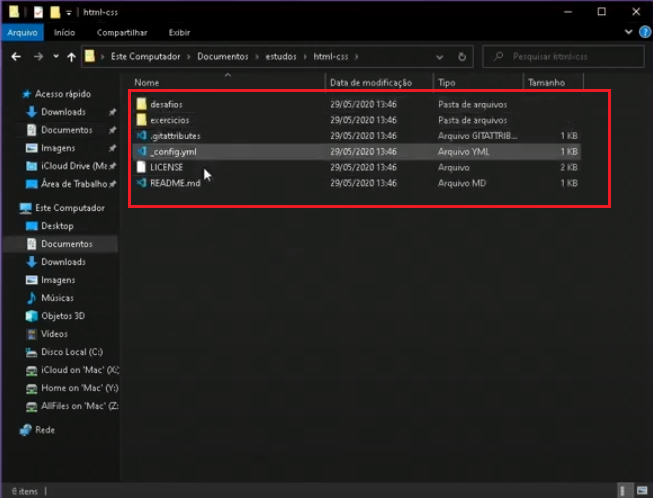 html-css
Arquivo Início Compartilhar Exibir
Este Computador Documentos estudos html-css
Pesquisar html-css
Nome Data de modificação Tipo Tamanho
desafios 29/05/2020 13:46 Pasta de arquivos
exercicios 29/05/2020 13:46 Pasta de arquivos
.gitattributes 29/05/2020 13:46 Arquivo GITATTRIB... 1 KB
_config.yml 29/05/2020 13:46 Arquivo YML 1 KB
LICENSE 29/05/2020 13:46 Arquivo 2 KB
README.md 29/05/2020 13:46 Arquivo MD 1 KB
Acesso rápido
Downloads
Documentos
Imagens
iCloud Drive (Ma
Área de Trabalho
Este Computador
Desktop
Documentos
Downloads
Imagens
Músicas
Objetos 3D
Vídeos
Disco Local (C:)
iCloud on 'Mac' (X:
Home on 'Mac' (Y:)
AllFiles on 'Mac' (Z:
Rede
6 itens